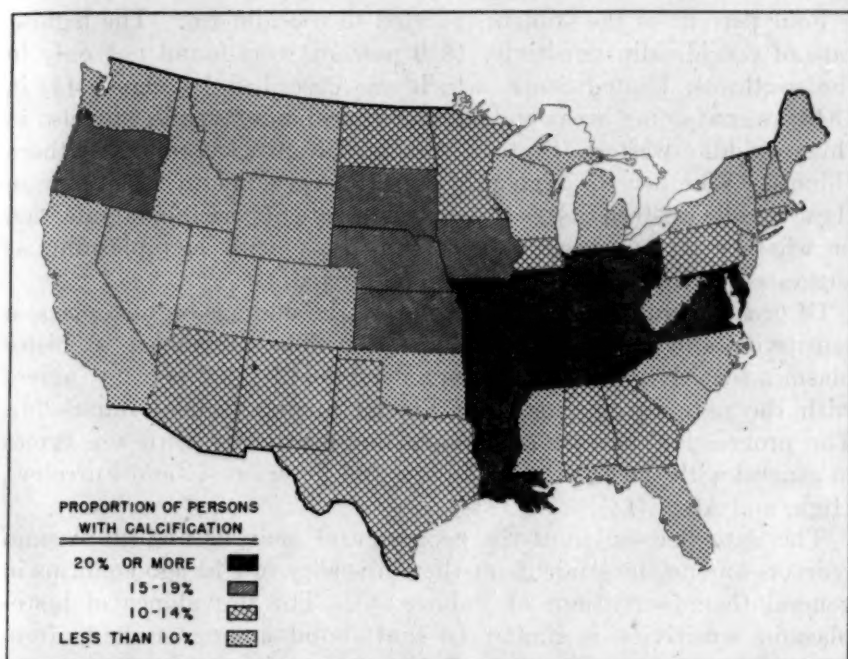 PROPORTION OF PERSONS
WITH CALCIFICATION
20% OR MORE
15-19%
10-14%
LESS THAN 10%